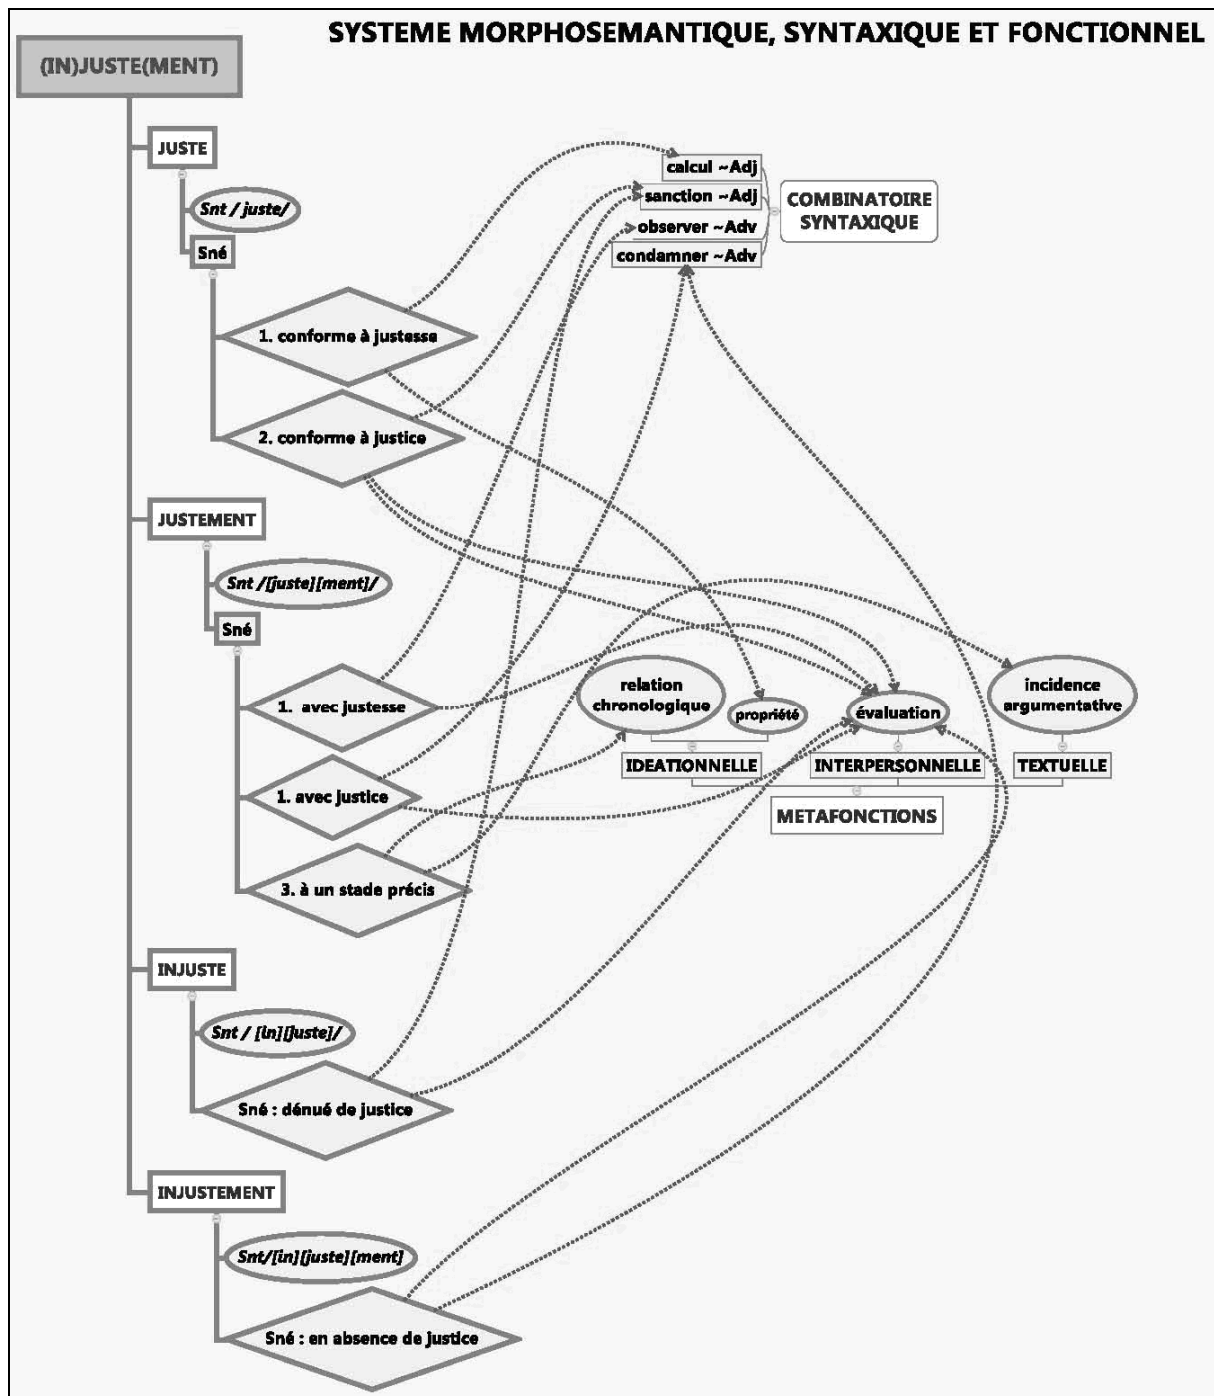 SYSTEME MORPHOSEMANTIQUE, SYNTAXIQUE ET FONCTIONNEL
(IN)JUSTE(MENT)
JUSTE
Snt / juste/
Sné
1. conforme à justesse
2. conforme à justice
calcul ~Adj
sanction ~Adj
observer ~Adv
condamner ~Adv
COMBINATOIRE
SYNTAXIQUE
JUSTEMENT
Snt /[juste][ment]/
Sné
1. avec justesse
1. avec justice
3. à un stade précis
relation
chronologique
propriété
évaluation
incidence
argumentative
IDEATIONNELLE
INTERPERSONNELLE
TEXTUELLE
METAFONCTIONS
INJUSTE
Snt / [in][juste]/
Sné : dénué de justice
INJUSTEMENT
Snt/[in][juste][ment]
Sné : en absence de justice